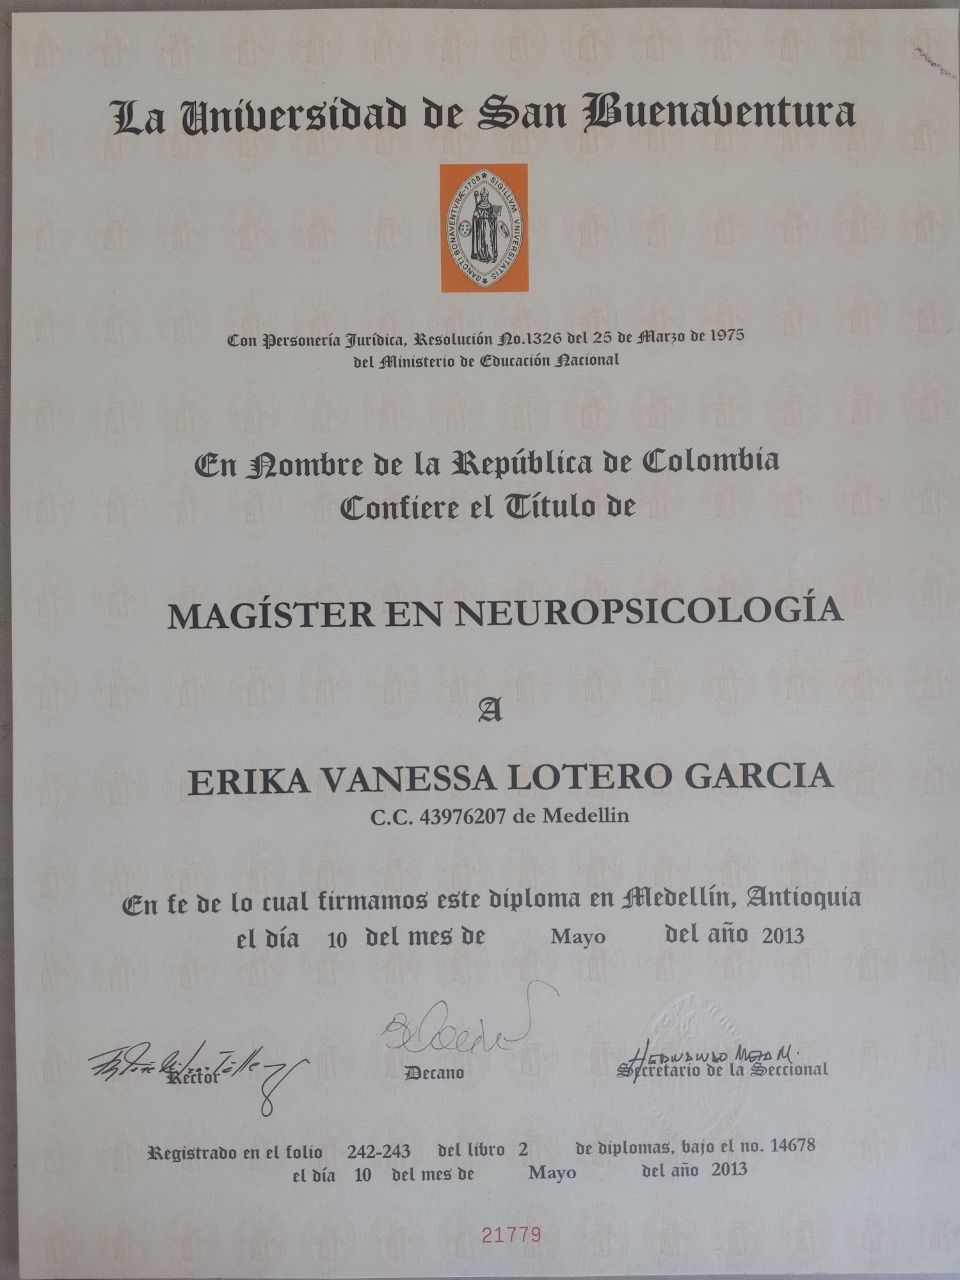 La Universidad de San Buenaventura
SIGILLVM VNIVERSITATIS SANCTI BONAVENTVRÆ-1708
Con Personería Jurídica, Resolución No.1326 del 25 de Marzo de 1975
del Ministerio de Educación Nacional
En Nombre de la República de Colombia
Confiere el Título de
MAGÍSTER EN NEUROPSICOLOGÍA
A
ERIKA VANESSA LOTERO GARCIA
C.C. 43976207 de Medellin
En fe de lo cual firmamos este diploma en Medellín, Antioquia
el día 10 del mes de Mayo del año 2013
Rector Decano Secretario de la Seccional
Registrado en el folio 242-243 del libro 2 de diplomas, bajo el no. 14678
el día 10 del mes de Mayo del año 2013
21779